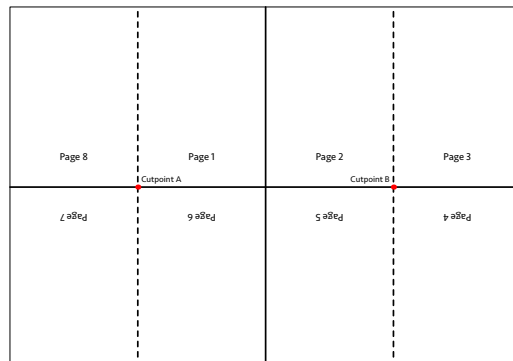 Page 8
Page 1
Page 2
Page 3
Cutpoint A
Cutpoint B
Page 7
Page 6
Page 5
Page 4